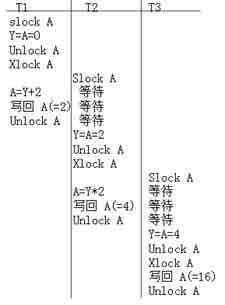 T1 T2 T3
slock A
Y=A=0
Unlock A
Xlock A
Slock A
等待
A=Y+2 等待
写回 A(=2) 等待
Unlock A 等待
Y=A=2
Unlock A
Xlock A
Slock A
A=Y*2 等待
写回 A(=4) 等待
Unlock A 等待
Y=A=4
Unlock A
Xlock A
写回 A(=16)
Unlock A